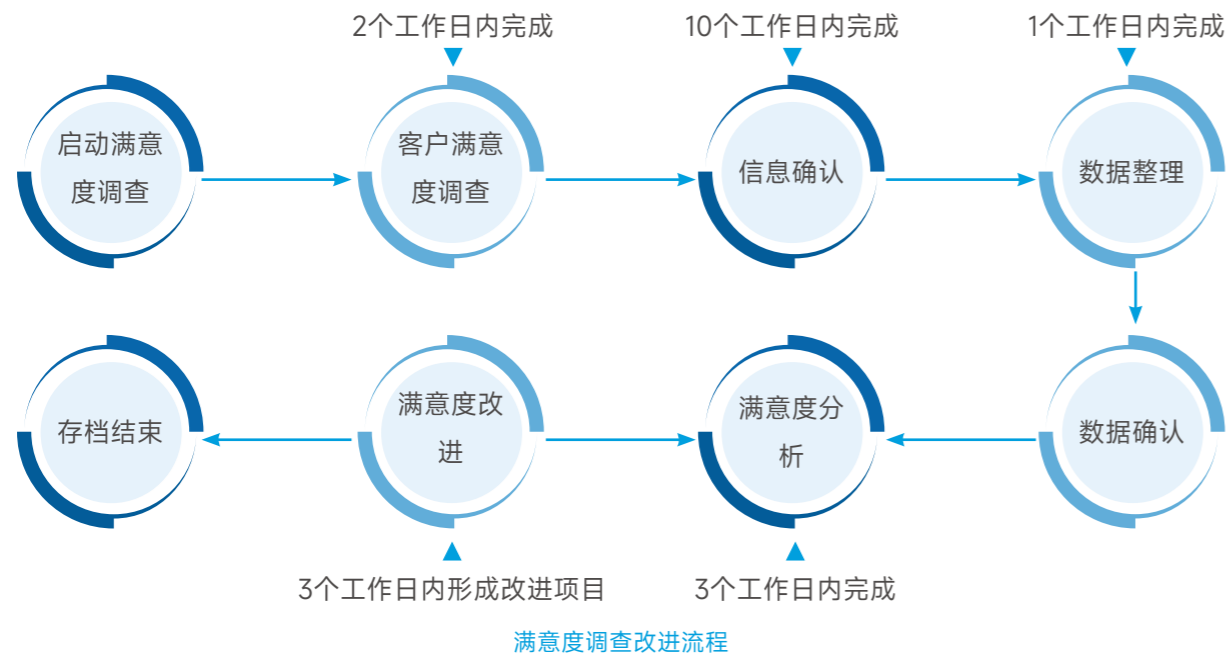 2个工作日内完成
10个工作日内完成
1个工作日内完成
启动满意
度调查
客户满意
度调查
信息确认
数据整理
存档结束
满意度改
进
满意度分
析
数据确认
3个工作日内形成改进项目
3个工作日内完成
满意度调查改进流程